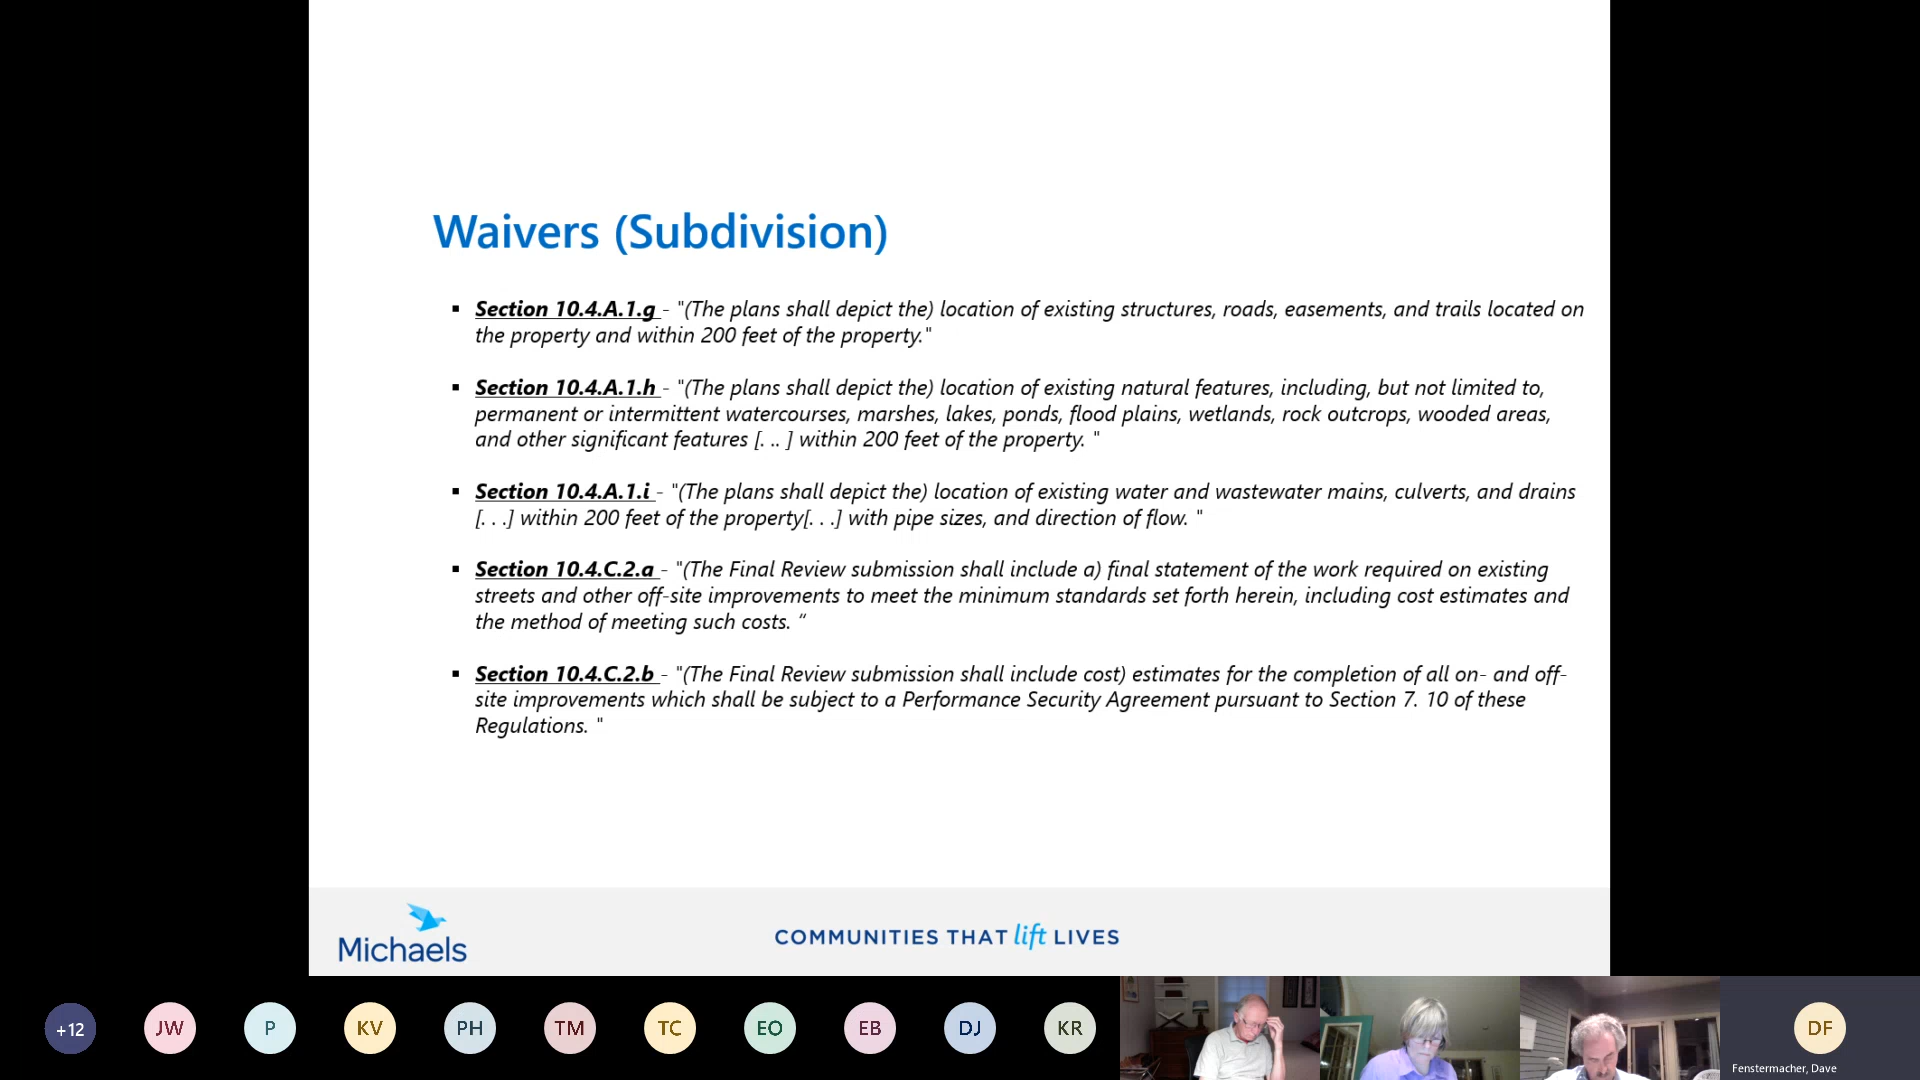 Waivers (Subdivision)
▪ Section 10.4.A.1.g - "(The plans shall depict the) location of existing structures, roads, easements, and trails located on
the property and within 200 feet of the property."
▪ Section 10.4.A.1.h - "(The plans shall depict the) location of existing natural features, including, but not limited to,
permanent or intermittent watercourses, marshes, lakes, ponds, flood plains, wetlands, rock outcrops, wooded areas,
and other significant features [. .. ] within 200 feet of the property. "
▪ Section 10.4.A.1.i - "(The plans shall depict the) location of existing water and wastewater mains, culverts, and drains
[. . .] within 200 feet of the property[. . .] with pipe sizes, and direction of flow. "
▪ Section 10.4.C.2.a - "(The Final Review submission shall include a) final statement of the work required on existing
streets and other off-site improvements to meet the minimum standards set forth herein, including cost estimates and
the method of meeting such costs. “
▪ Section 10.4.C.2.b - "(The Final Review submission shall include cost) estimates for the completion of all on- and off-
site improvements which shall be subject to a Performance Security Agreement pursuant to Section 7. 10 of these
Regulations. "
Michaels
COMMUNITIES THAT lift LIVES
+12 JW P KV PH TM TC EO EB DJ KR DF
Fenstermacher, Dave